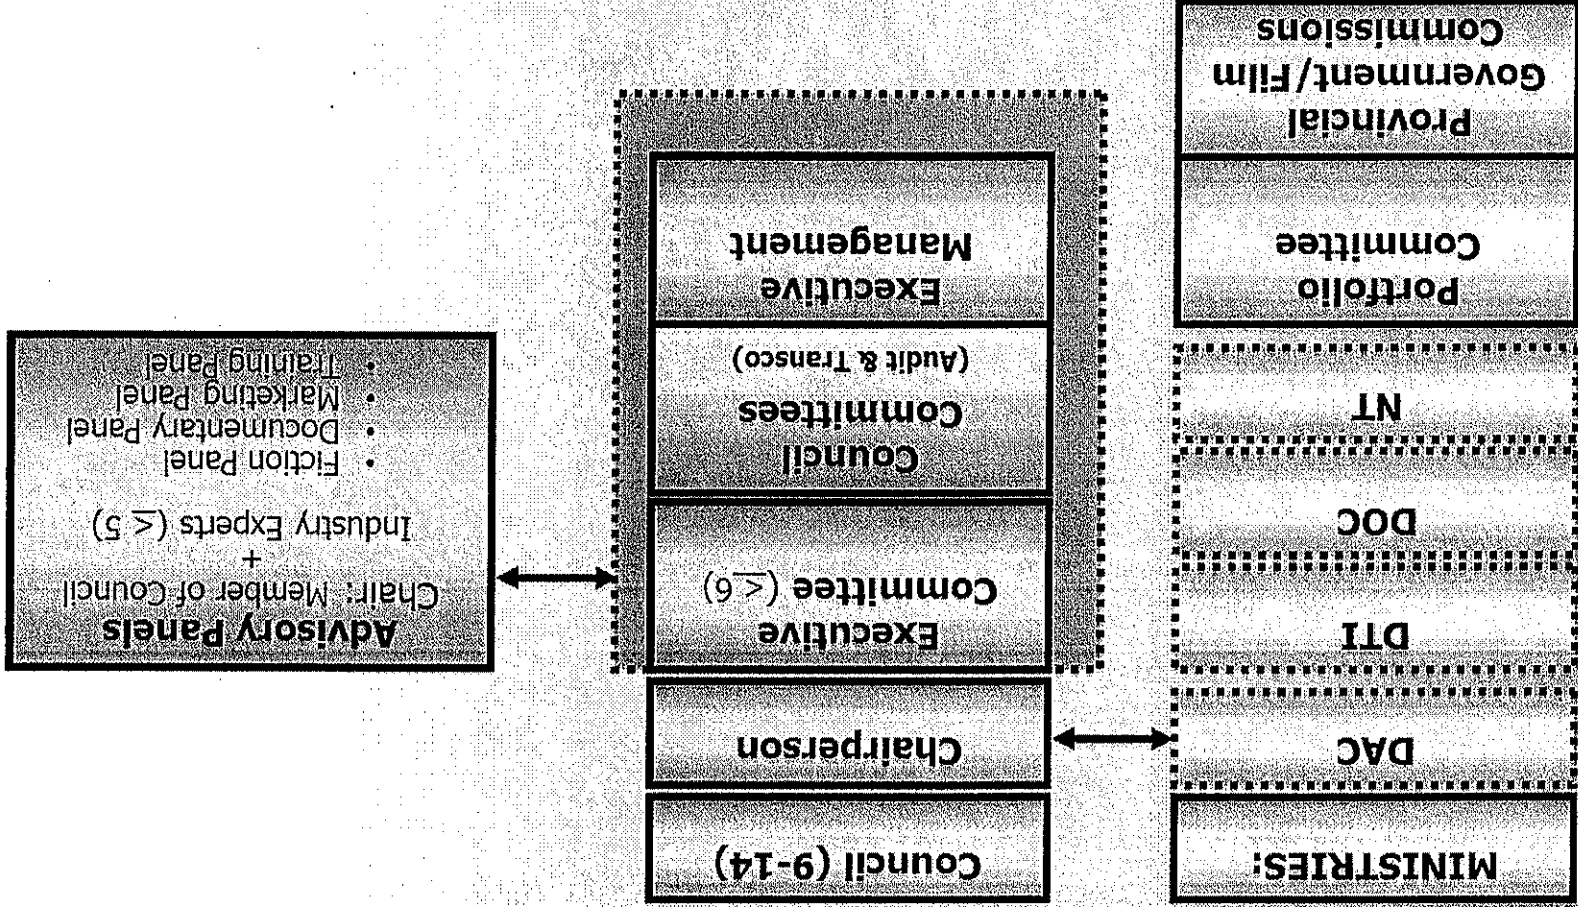 MINISTRIES:
DAC
DTI
DOC
NT
Portfolio
Committee
Provincial
Government/Film
Commissions
Council (9-14)
Chairperson
Executive
Committee (≤ 6)
Council
Committees
(Audit & Transco)
Executive
Management
Advisory Panels
Chair: Member of Council
+
Industry Experts (≤ 5)
• Fiction Panel
• Documentary Panel
• Marketing Panel
• Training Panel